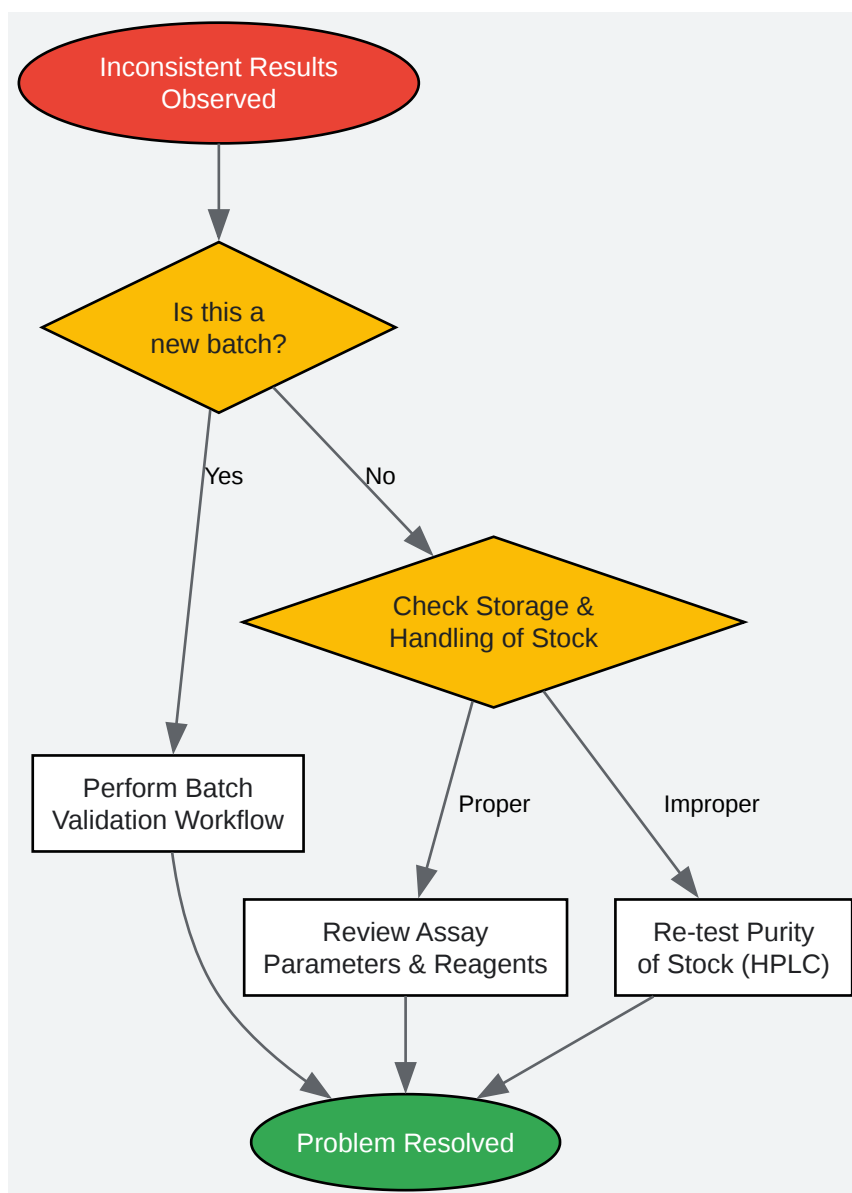 Inconsistent Results
Observed
Is this a
new batch?
Yes
No
Check Storage &
Handling of Stock
Perform Batch
Validation Workflow
Proper
Improper
Review Assay
Parameters & Reagents
Re-test Purity
of Stock (HPLC)
Problem Resolved